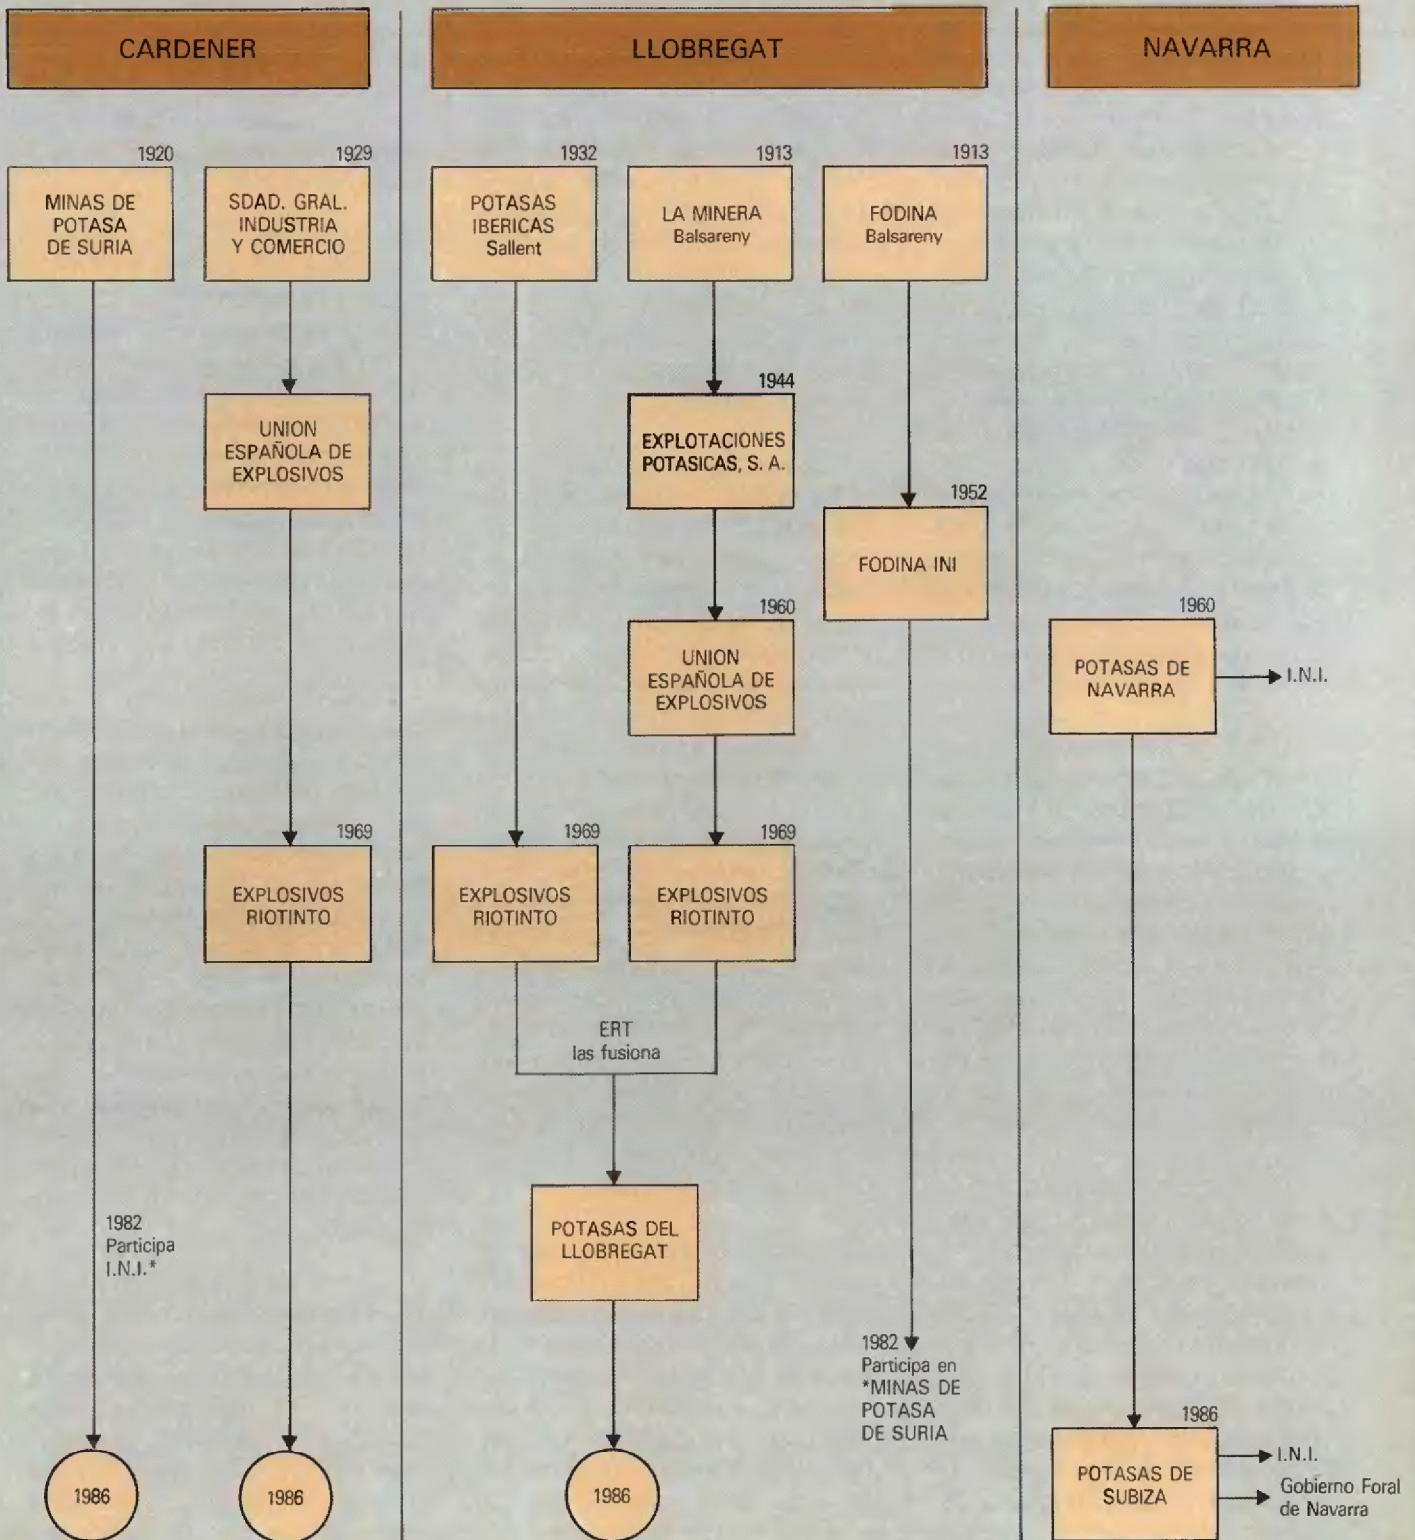 CARDENER
LLOBREGAT
NAVARRA
1920
MINAS DE
POTASA
DE SURIA
1929
SDAD. GRAL.
INDUSTRIA
Y COMERCIO
1932
POTASAS
IBERICAS
Sallent
1913
LA MINERA
Balsareny
1913
FODINA
Balsareny
UNION
ESPAÑOLA DE
EXPLOSIVOS
1944
EXPLOTACIONES
POTASICAS, S. A.
1952
FODINA INI
1960
UNION
ESPAÑOLA DE
EXPLOSIVOS
1960
POTASAS DE
NAVARRA
I.N.I.
1969
EXPLOSIVOS
RIOTINTO
1969
EXPLOSIVOS
RIOTINTO
1969
EXPLOSIVOS
RIOTINTO
ERT
las fusiona
POTASAS DEL
LLOBREGAT
1982
Participa
I.N.I.*
1982
Participa en
*MINAS DE
POTASA
DE SURIA
1986
1986
1986
1986
POTASAS DE
SUBIZA
I.N.I.
Gobierno Foral
de Navarra